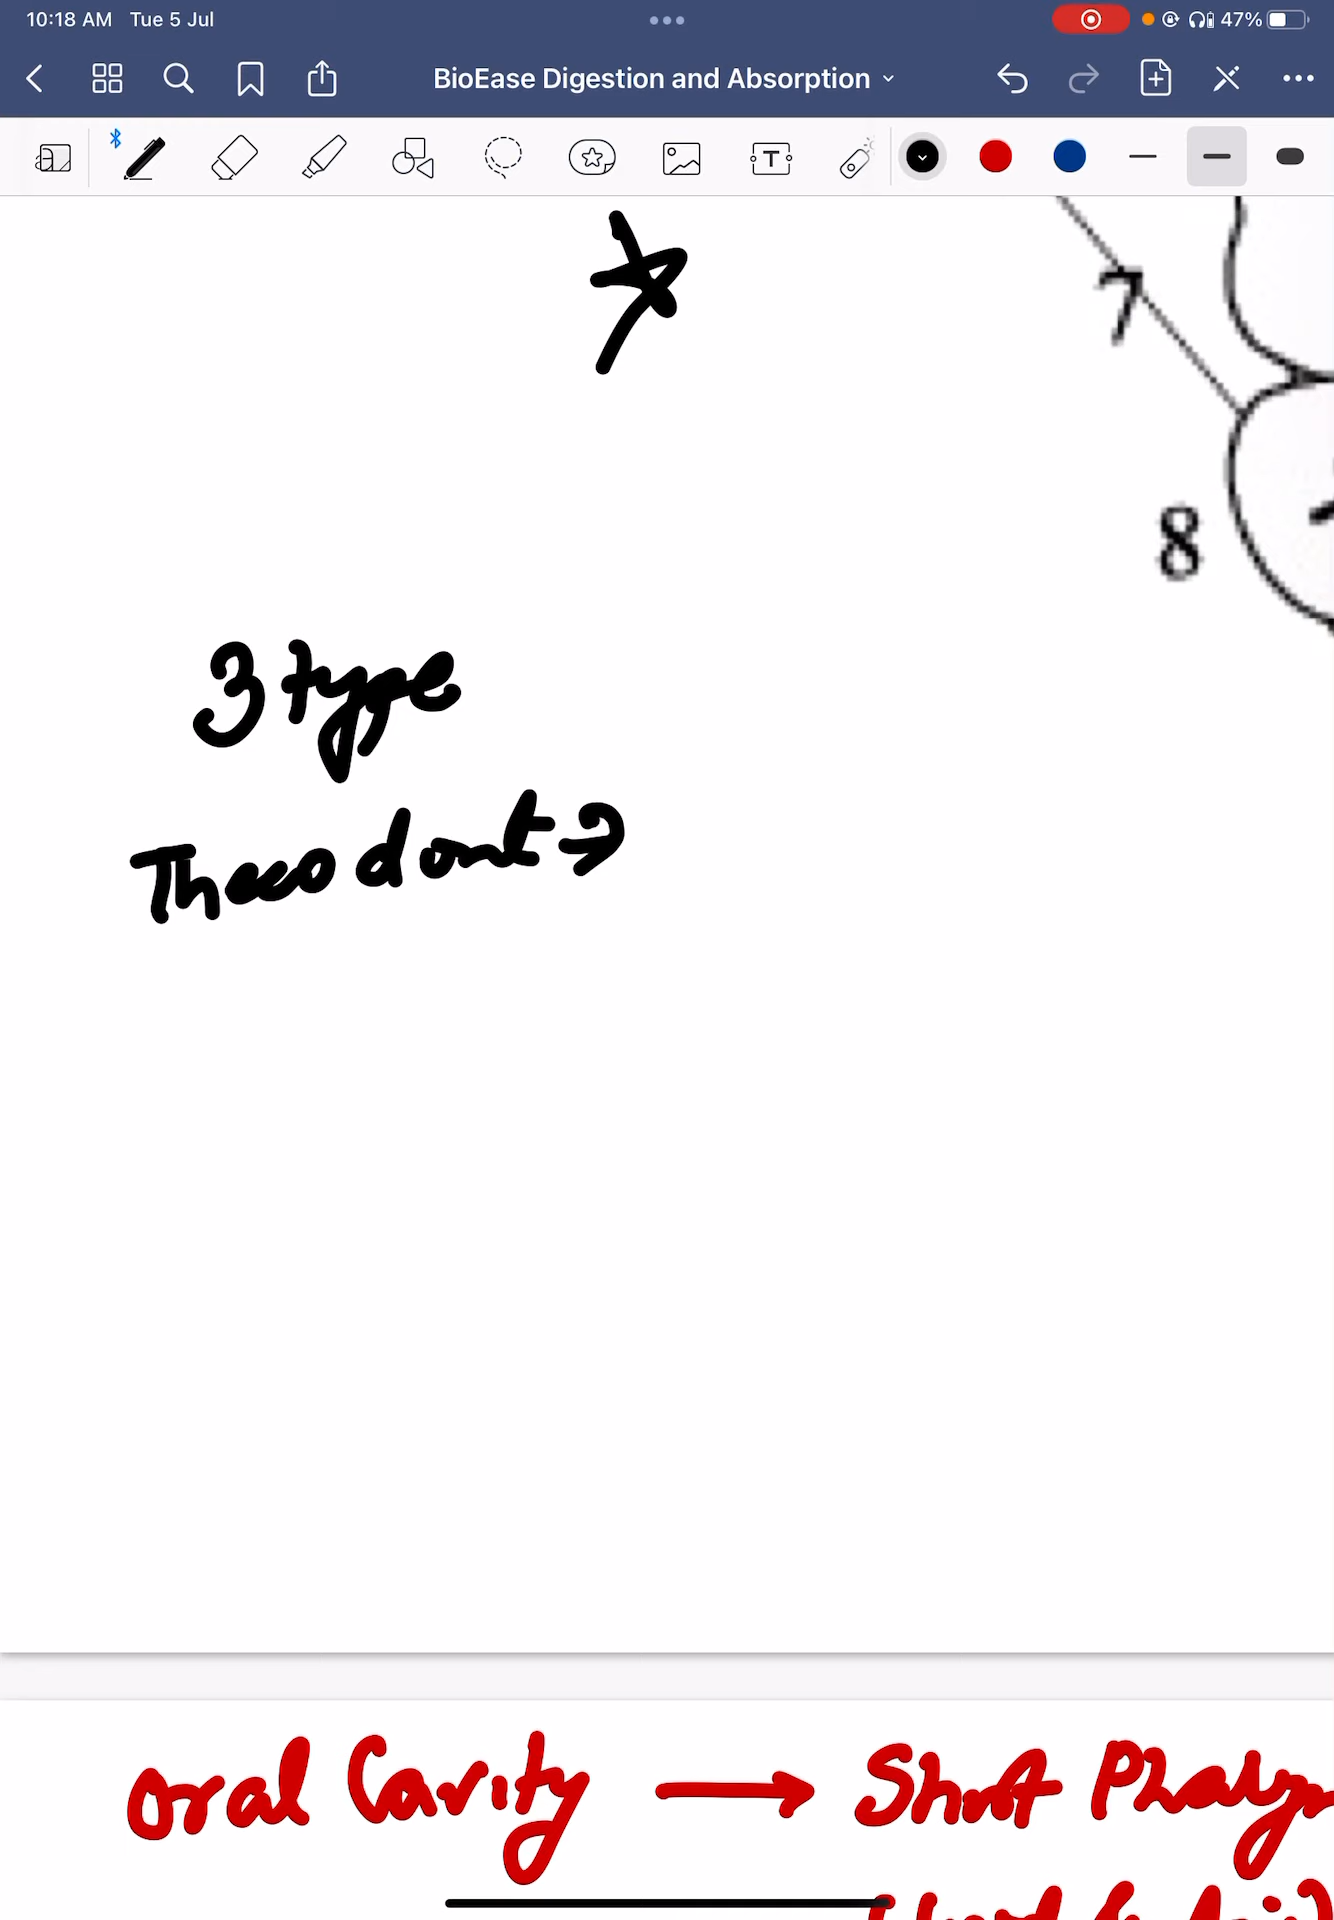 10:18 AM Tue 5 Jul
47%
BioEase Digestion and Absorption
T
7
8
3 type
Thecodont →
Oral Cavity → Short